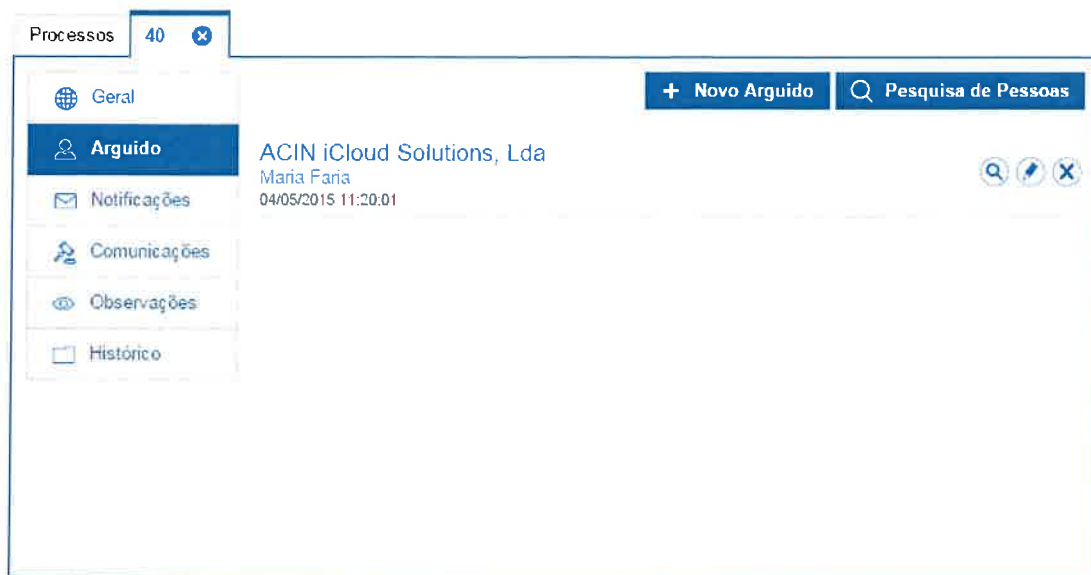 Processos
40
+ Novo Arguido
Pesquisa de Pessoas
Geral
Arguido
Notificações
Comunicações
Observações
Histórico
ACIN iCloud Solutions, Lda
Maria Faria
04/05/2015 11:20:01